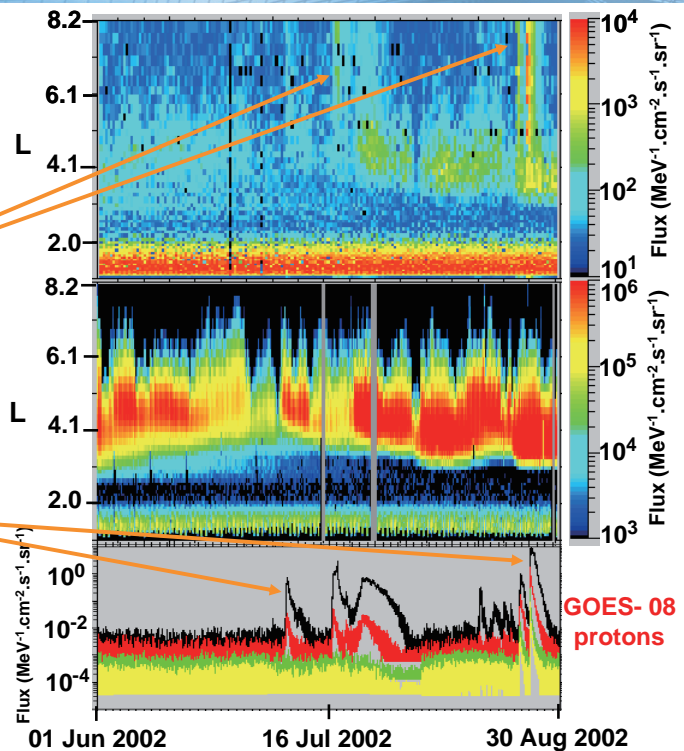 8.2
6.1
L
4.1
2.0
10⁴
10³
10²
10¹
Flux (MeV⁻¹.cm⁻².s⁻¹.sr⁻¹)
8.2
6.1
L
4.1
2.0
10⁶
10⁵
10⁴
10³
Flux (MeV⁻¹.cm⁻².s⁻¹.sr⁻¹)
Flux (MeV⁻¹.cm⁻².s⁻¹.sr⁻¹)
10⁰
10⁻²
10⁻⁴
GOES- 08
protons
01 Jun 2002 16 Jul 2002 30 Aug 2002